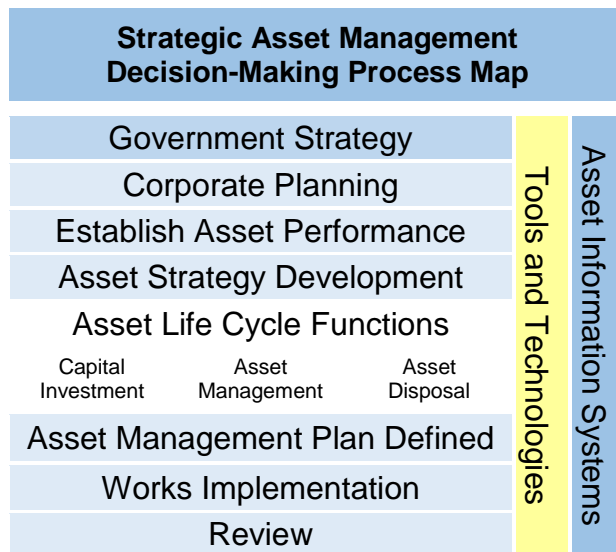 Strategic Asset Management
Decision-Making Process Map
Government Strategy
Corporate Planning
Establish Asset Performance
Asset Strategy Development
Asset Life Cycle Functions
Capital
Investment
Asset
Management
Asset
Disposal
Asset Management Plan Defined
Works Implementation
Review
Tools and Technologies
Asset Information Systems